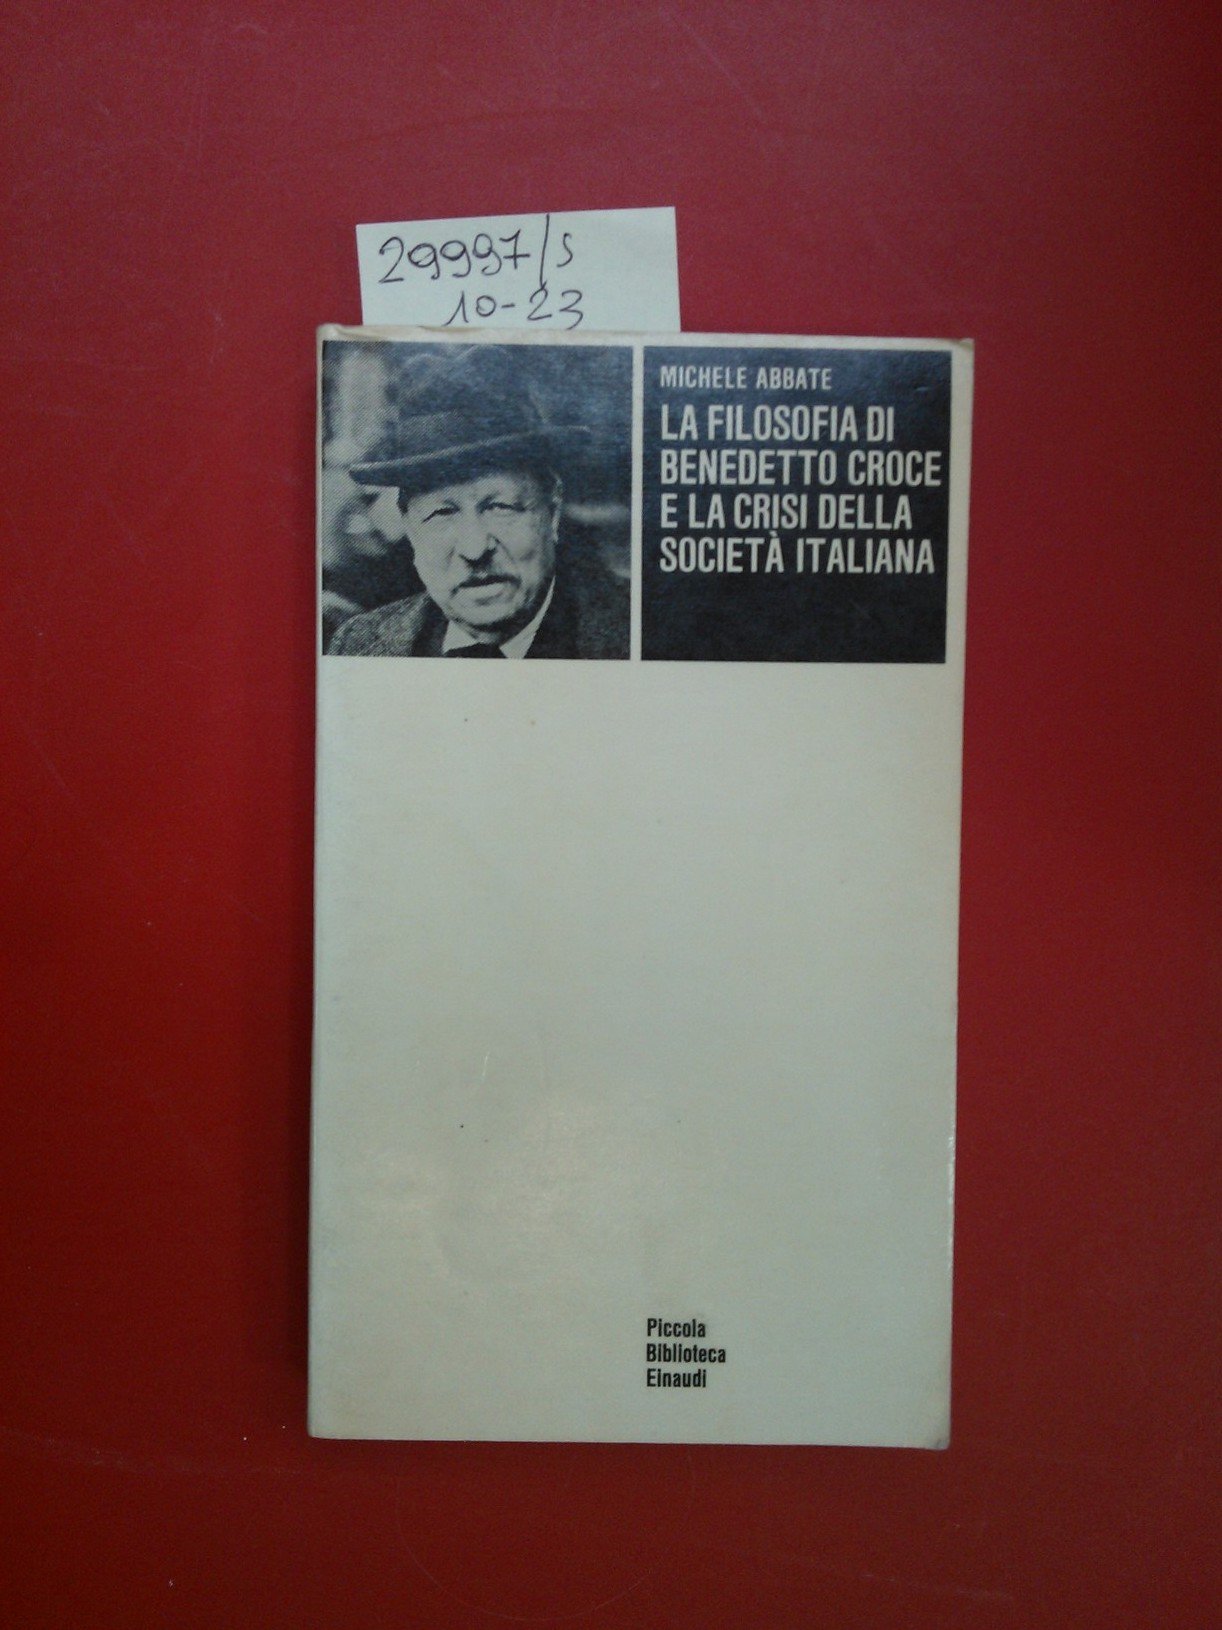 29997/s
10-23
MICHELE ABBATE
LA FILOSOFIA DI
BENEDETTO CROCE
E LA CRISI DELLA
SOCIETÀ ITALIANA
Piccola
Biblioteca
Einaudi